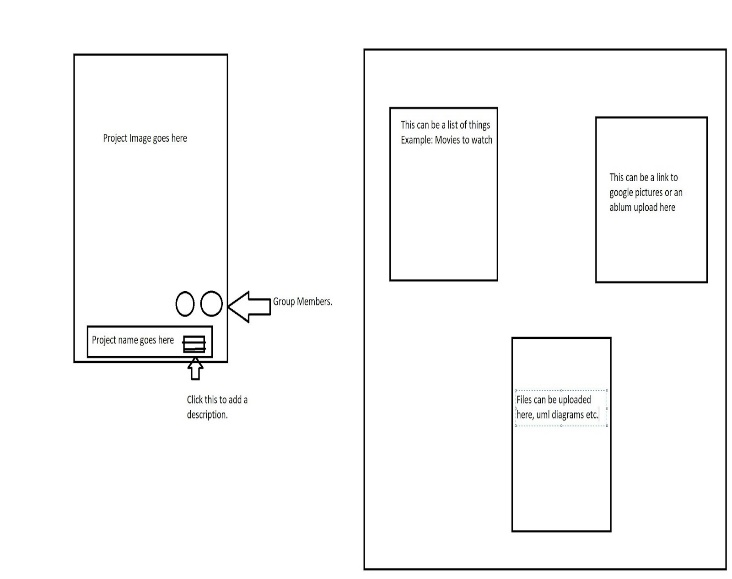 Project Image goes here
Group Members.
Project name goes here
Click this to add a
description.
This can be a list of things
Example: Movies to watch
This can be a link to
google pictures or an
ablum upload here
Files can be uploaded
here, uml diagrams etc.